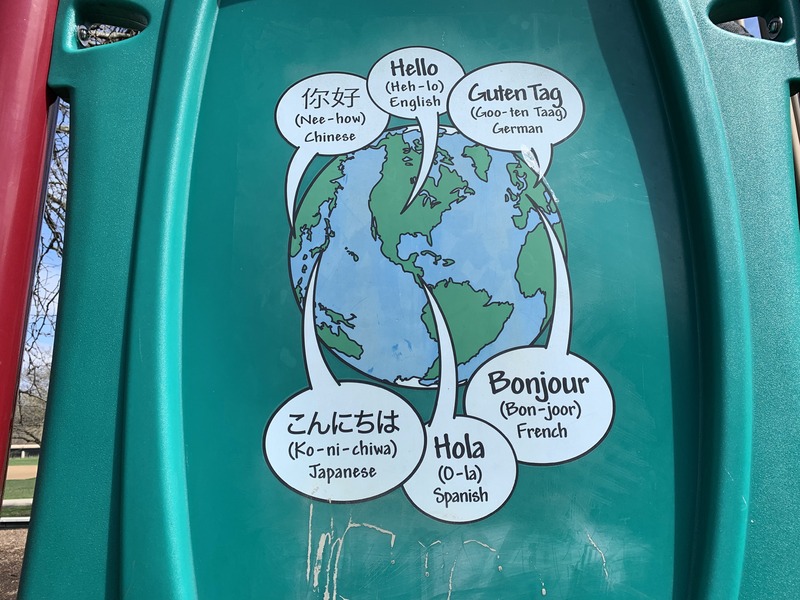 你好
(Nee-how)
Chinese
Hello
(Heh-lo)
English
Guten Tag
(Goo-ten Taag)
German
こんにちは
(Ko-ni-chiwa)
Japanese
Hola
(O-la)
Spanish
Bonjour
(Bon-joor)
French